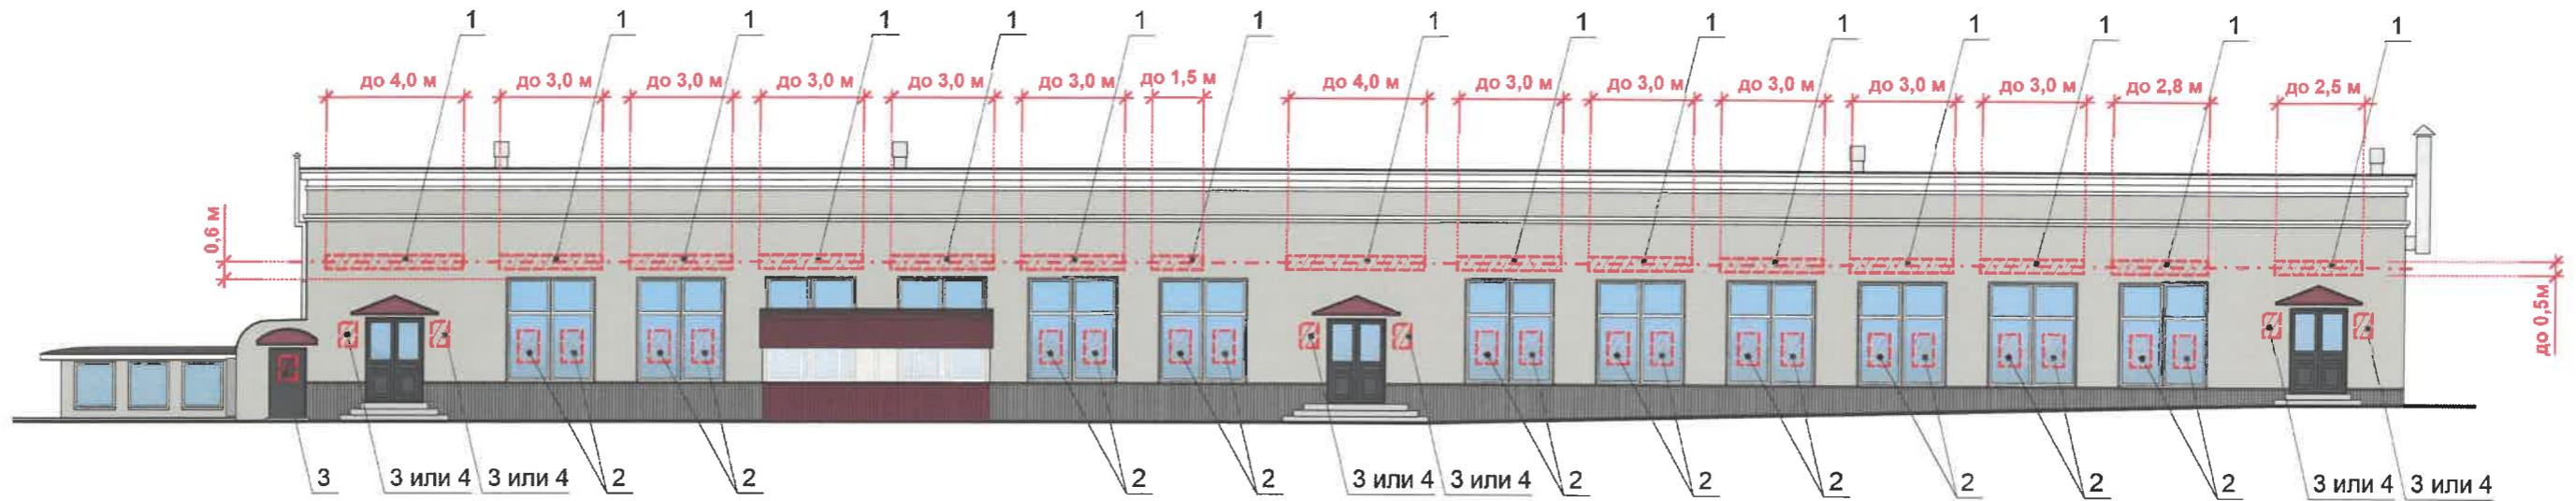 1 1 1 1 1 1 1 1 1 1 1 1 1 1 1
до 4,0 м до 3,0 м до 3,0 м до 3,0 м до 3,0 м до 3,0 м до 1,5 м до 4,0 м до 3,0 м до 3,0 м до 3,0 м до 3,0 м до 3,0 м до 2,8 м до 2,5 м
0,6 м
до 0,5м
3 3 или 4 3 или 4 2 2 2 2 3 или 4 3 или 4 2 2 2 2 2 2 3 или 4 3 или 4